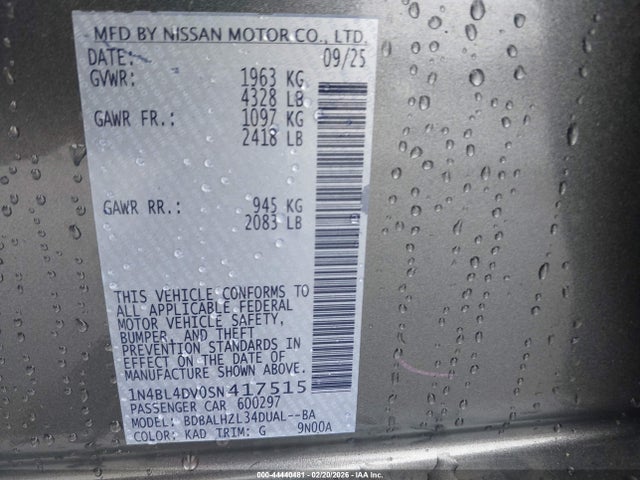 MFD BY NISSAN MOTOR CO., LTD.
DATE: 09/25
GVWR: 1963 KG
4328 LB
GAWR FR.: 1097 KG
2418 LB
GAWR RR.: 945 KG
2083 LB
THIS VEHICLE CONFORMS TO
ALL APPLICABLE FEDERAL
MOTOR VEHICLE SAFETY,
BUMPER, AND THEFT
PREVENTION STANDARDS IN
EFFECT ON THE DATE OF
MANUFACTURE SHOWN ABOVE.
1N4BL4DV0SN417515
PASSENGER CAR 600297
MODEL: BDBALHZL34DUAL--BA
COLOR: KAD TRIM: G 9N00A
000-44440481 - 02/20/2026 - IAA Inc.